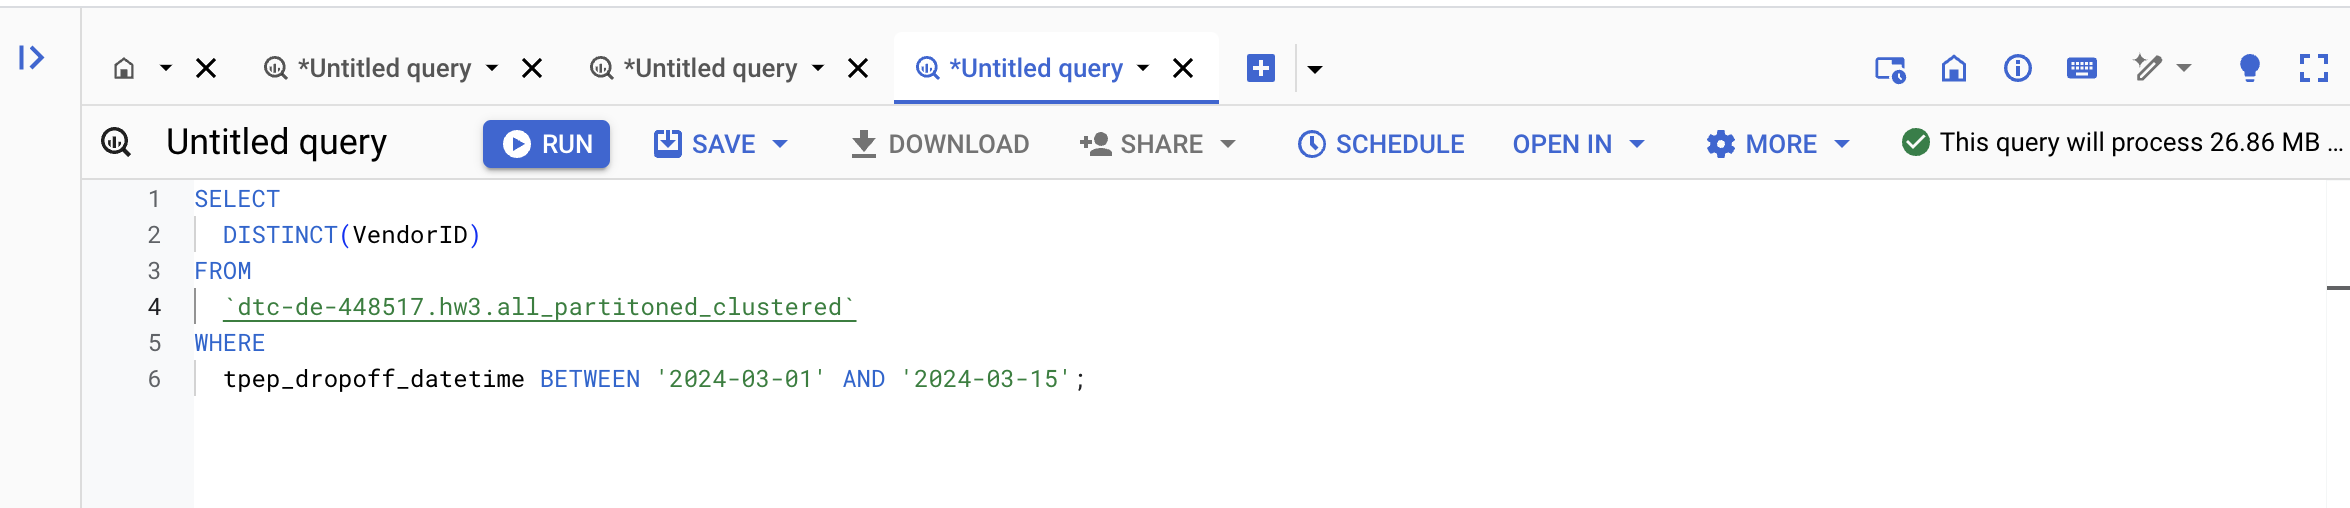 *Untitled query *Untitled query *Untitled query
Untitled query RUN SAVE DOWNLOAD SHARE SCHEDULE OPEN IN MORE This query will process 26.86 MB ...
1 SELECT
2 DISTINCT(VendorID)
3 FROM
4 `dtc-de-448517.hw3.all_partitoned_clustered`
5 WHERE
6 tpep_dropoff_datetime BETWEEN '2024-03-01' AND '2024-03-15';